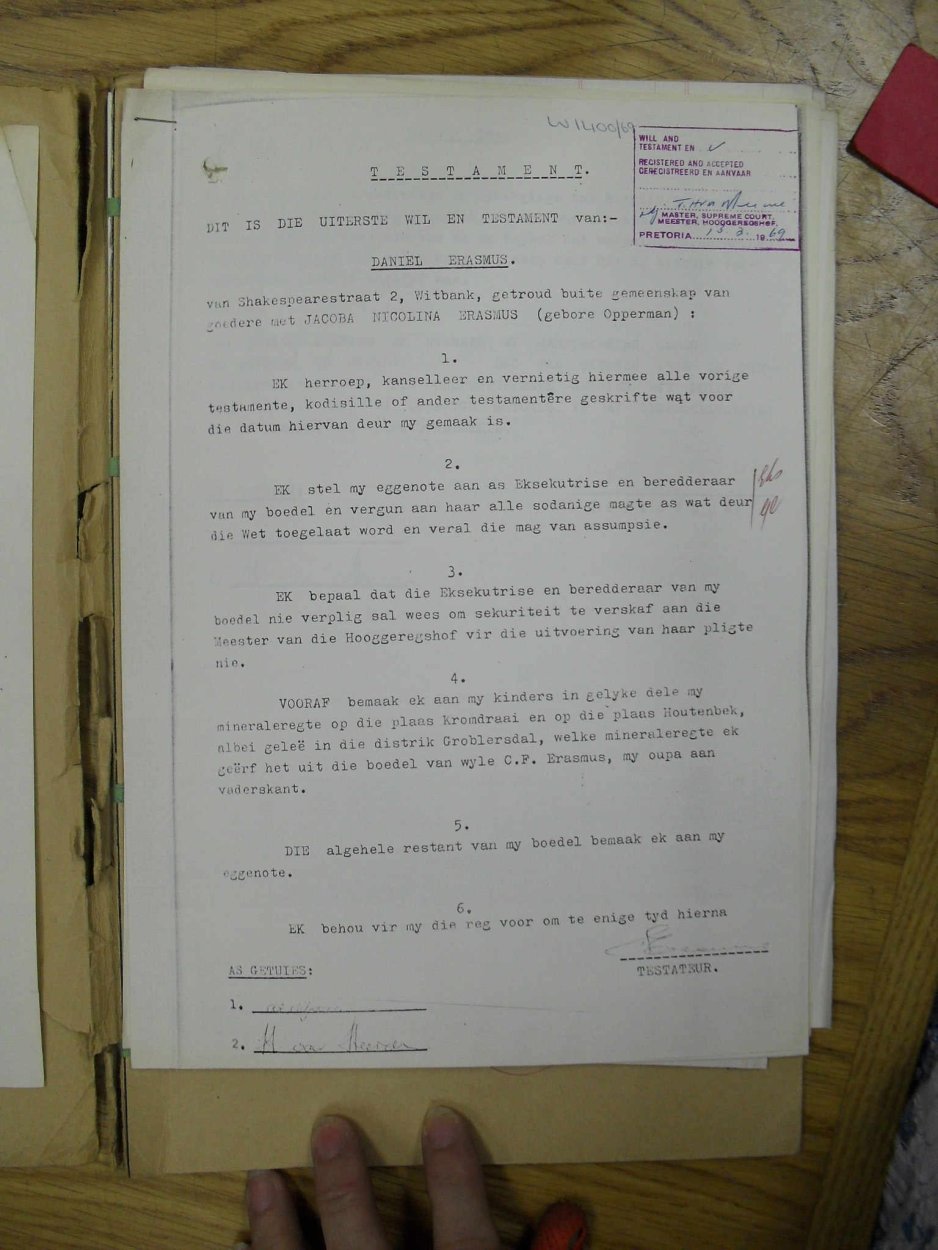 W1400/69
WILL AND
TESTAMENT EN
REGISTERED AND ACCEPTED
GEREGISTREER EN AANVAAR
MASTER, SUPREME COURT.
MEESTER, HOOGGEREGSHOF.
PRETORIA 13.3.1969
T E S T A M E N T.
DIT IS DIE UITERSTE WIL EN TESTAMENT van:-
DANIEL ERASMUS.
van Shakespearestraat 2, Witbank, getroud buite gemeenskap van
goedere met JACOBA NICOLINA ERASMUS (gebore Opperman) :
1.
EK herroep, kanselleer en vernietig hiermee alle vorige
testamente, kodisille of ander testamentêre geskrifte wat voor
die datum hiervan deur my gemaak is.
2.
EK stel my eggenote aan as Eksekutrise en beredderaar
van my boedel en vergun aan haar alle sodanige magte as wat deur
die Wet toegelaat word en veral die mag van assumpsie.
3.
EK bepaal dat die Eksekutrise en beredderaar van my
boedel nie verplig sal wees om sekuriteit te verskaf aan die
Meester van die Hooggeregshof vir die uitvoering van haar pligte
nie.
4.
VOORAF bemaak ek aan my kinders in gelyke dele my
mineraleregte op die plaas Kromdraai en op die plaas Houtenbek,
albei geleë in die distrik Groblersdal, welke mineraleregte ek
geërf het uit die boedel van wyle C.F. Erasmus, my oupa aan
vaderskant.
5.
DIE algehele restant van my boedel bemaak ek aan my
eggenote.
6.
EK behou vir my die reg voor om te enige tyd hierna
TESTATEUR.
AS GETUIES:
1.
2.